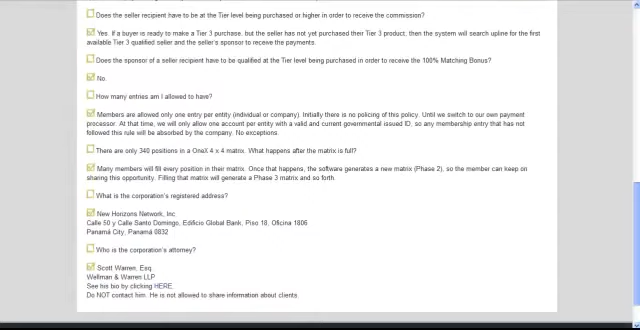 Does the seller recipient have to be at the Tier level being purchased or higher in order to receive the commission?
Yes. If a buyer is ready to make a Tier 3 purchase, but the seller has not yet purchased their Tier 3 product, then the system will search upline for the first
available Tier 3 qualified seller and the seller's sponsor to receive the payments.
Does the sponsor of a seller recipient have to be qualified at the Tier level being purchased in order to receive the 100% Matching Bonus?
No.
How many entries am I allowed to have?
Members are allowed only one entry per entity (individual or company). Initially there is no policing of this policy. Until we switch to our own payment
processor. At that time, we will only allow one account per entity with a valid and current governmental issued ID, so any membership entry that has not
followed this rule will be absorbed by the company. No exceptions.
There are only 340 positions in a OneX 4 x 4 matrix. What happens after the matrix is full?
Many members will fill every position in their matrix. Once that happens, the software generates a new matrix (Phase 2), so the member can keep on
sharing this opportunity. Filling that matrix will generate a Phase 3 matrix and so forth.
What is the corporation's registered address?
New Horizons Network, Inc.
Calle 50 y Calle Santo Domingo, Edificio Global Bank, Piso 18, Oficina 1806
Panamá City, Panamá 0832
Who is the corporation's attorney?
Scott Warren, Esq.
Wellman & Warren LLP
See his bio by clicking HERE.
Do NOT contact him. He is not allowed to share information about clients.